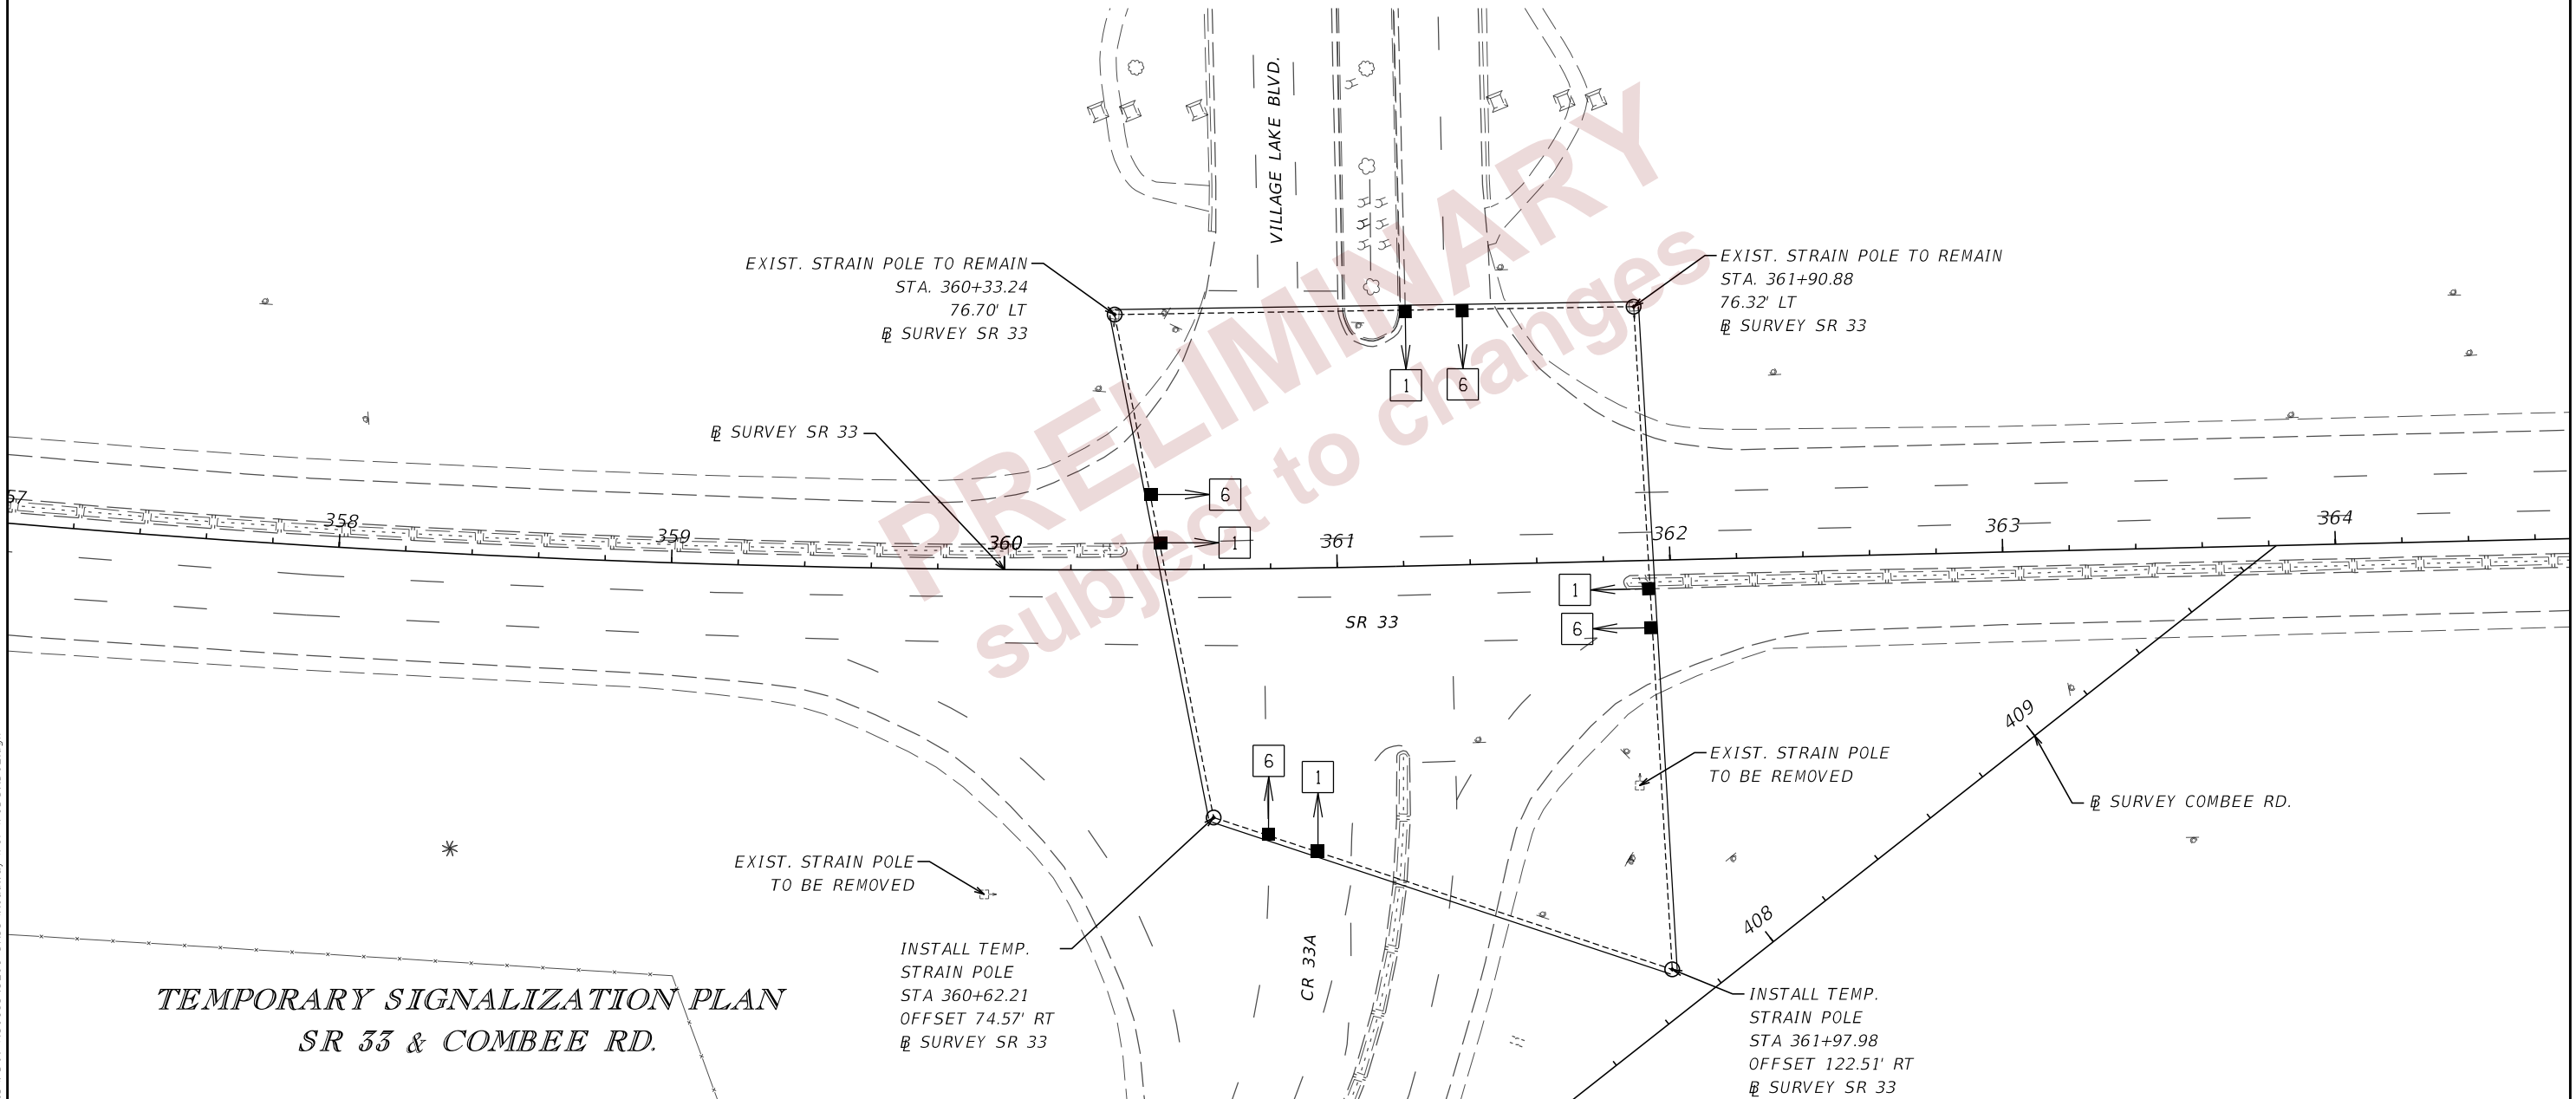 VILLAGE LAKE BLVD.
EXIST. STRAIN POLE TO REMAIN
STA. 360+33.24
76.70' LT
BL SURVEY SR 33
EXIST. STRAIN POLE TO REMAIN
STA. 361+90.88
76.32' LT
BL SURVEY SR 33
PRELIMINARY
subject to changes
1
6
BL SURVEY SR 33
6
1
57
358
359
360
361
362
363
364
1
6
SR 33
409
408
6
1
EXIST. STRAIN POLE
TO BE REMOVED
BL SURVEY COMBEE RD.
EXIST. STRAIN POLE
TO BE REMOVED
CR 33A
INSTALL TEMP.
STRAIN POLE
STA 360+62.21
OFFSET 74.57' RT
BL SURVEY SR 33
INSTALL TEMP.
STRAIN POLE
STA 361+97.98
OFFSET 122.51' RT
BL SURVEY SR 33
TEMPORARY SIGNALIZATION PLAN
SR 33 & COMBEE RD.